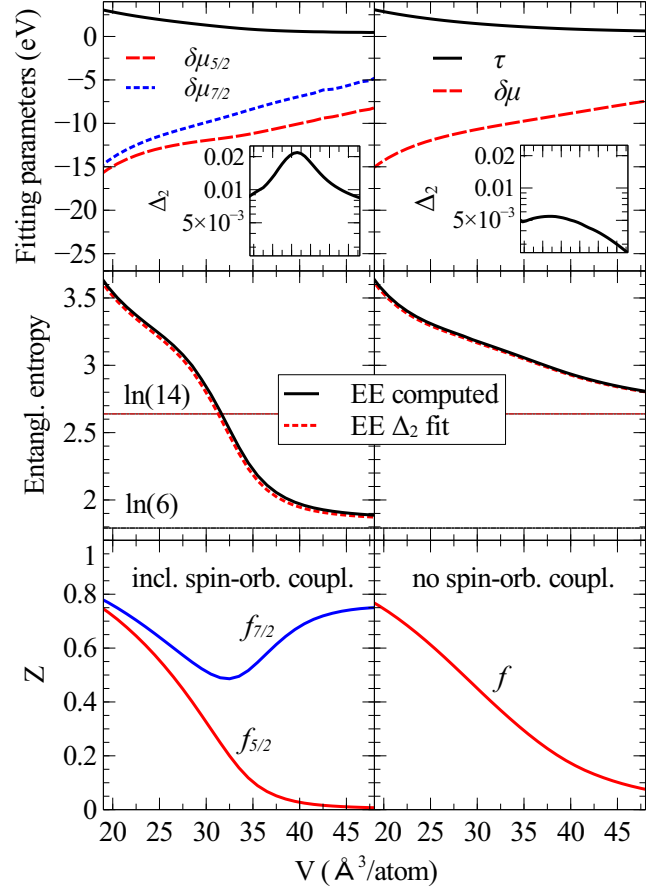 Fitting parameters (eV)
0
−5
−10
−15
−20
−25
δμ5/2
δμ7/2
τ
δμ
Δ2
0.02
0.01
5×10−3
Δ2
0.02
0.01
5×10−3
Entangl. entropy
3.5
3
2.5
2
ln(14)
ln(6)
EE computed
EE Δ2 fit
Z
1
0.8
0.6
0.4
0.2
0
incl. spin-orb. coupl.
no spin-orb. coupl.
f7/2
f5/2
f
20 25 30 35 40 45 20 25 30 35 40 45
V (Å3/atom)